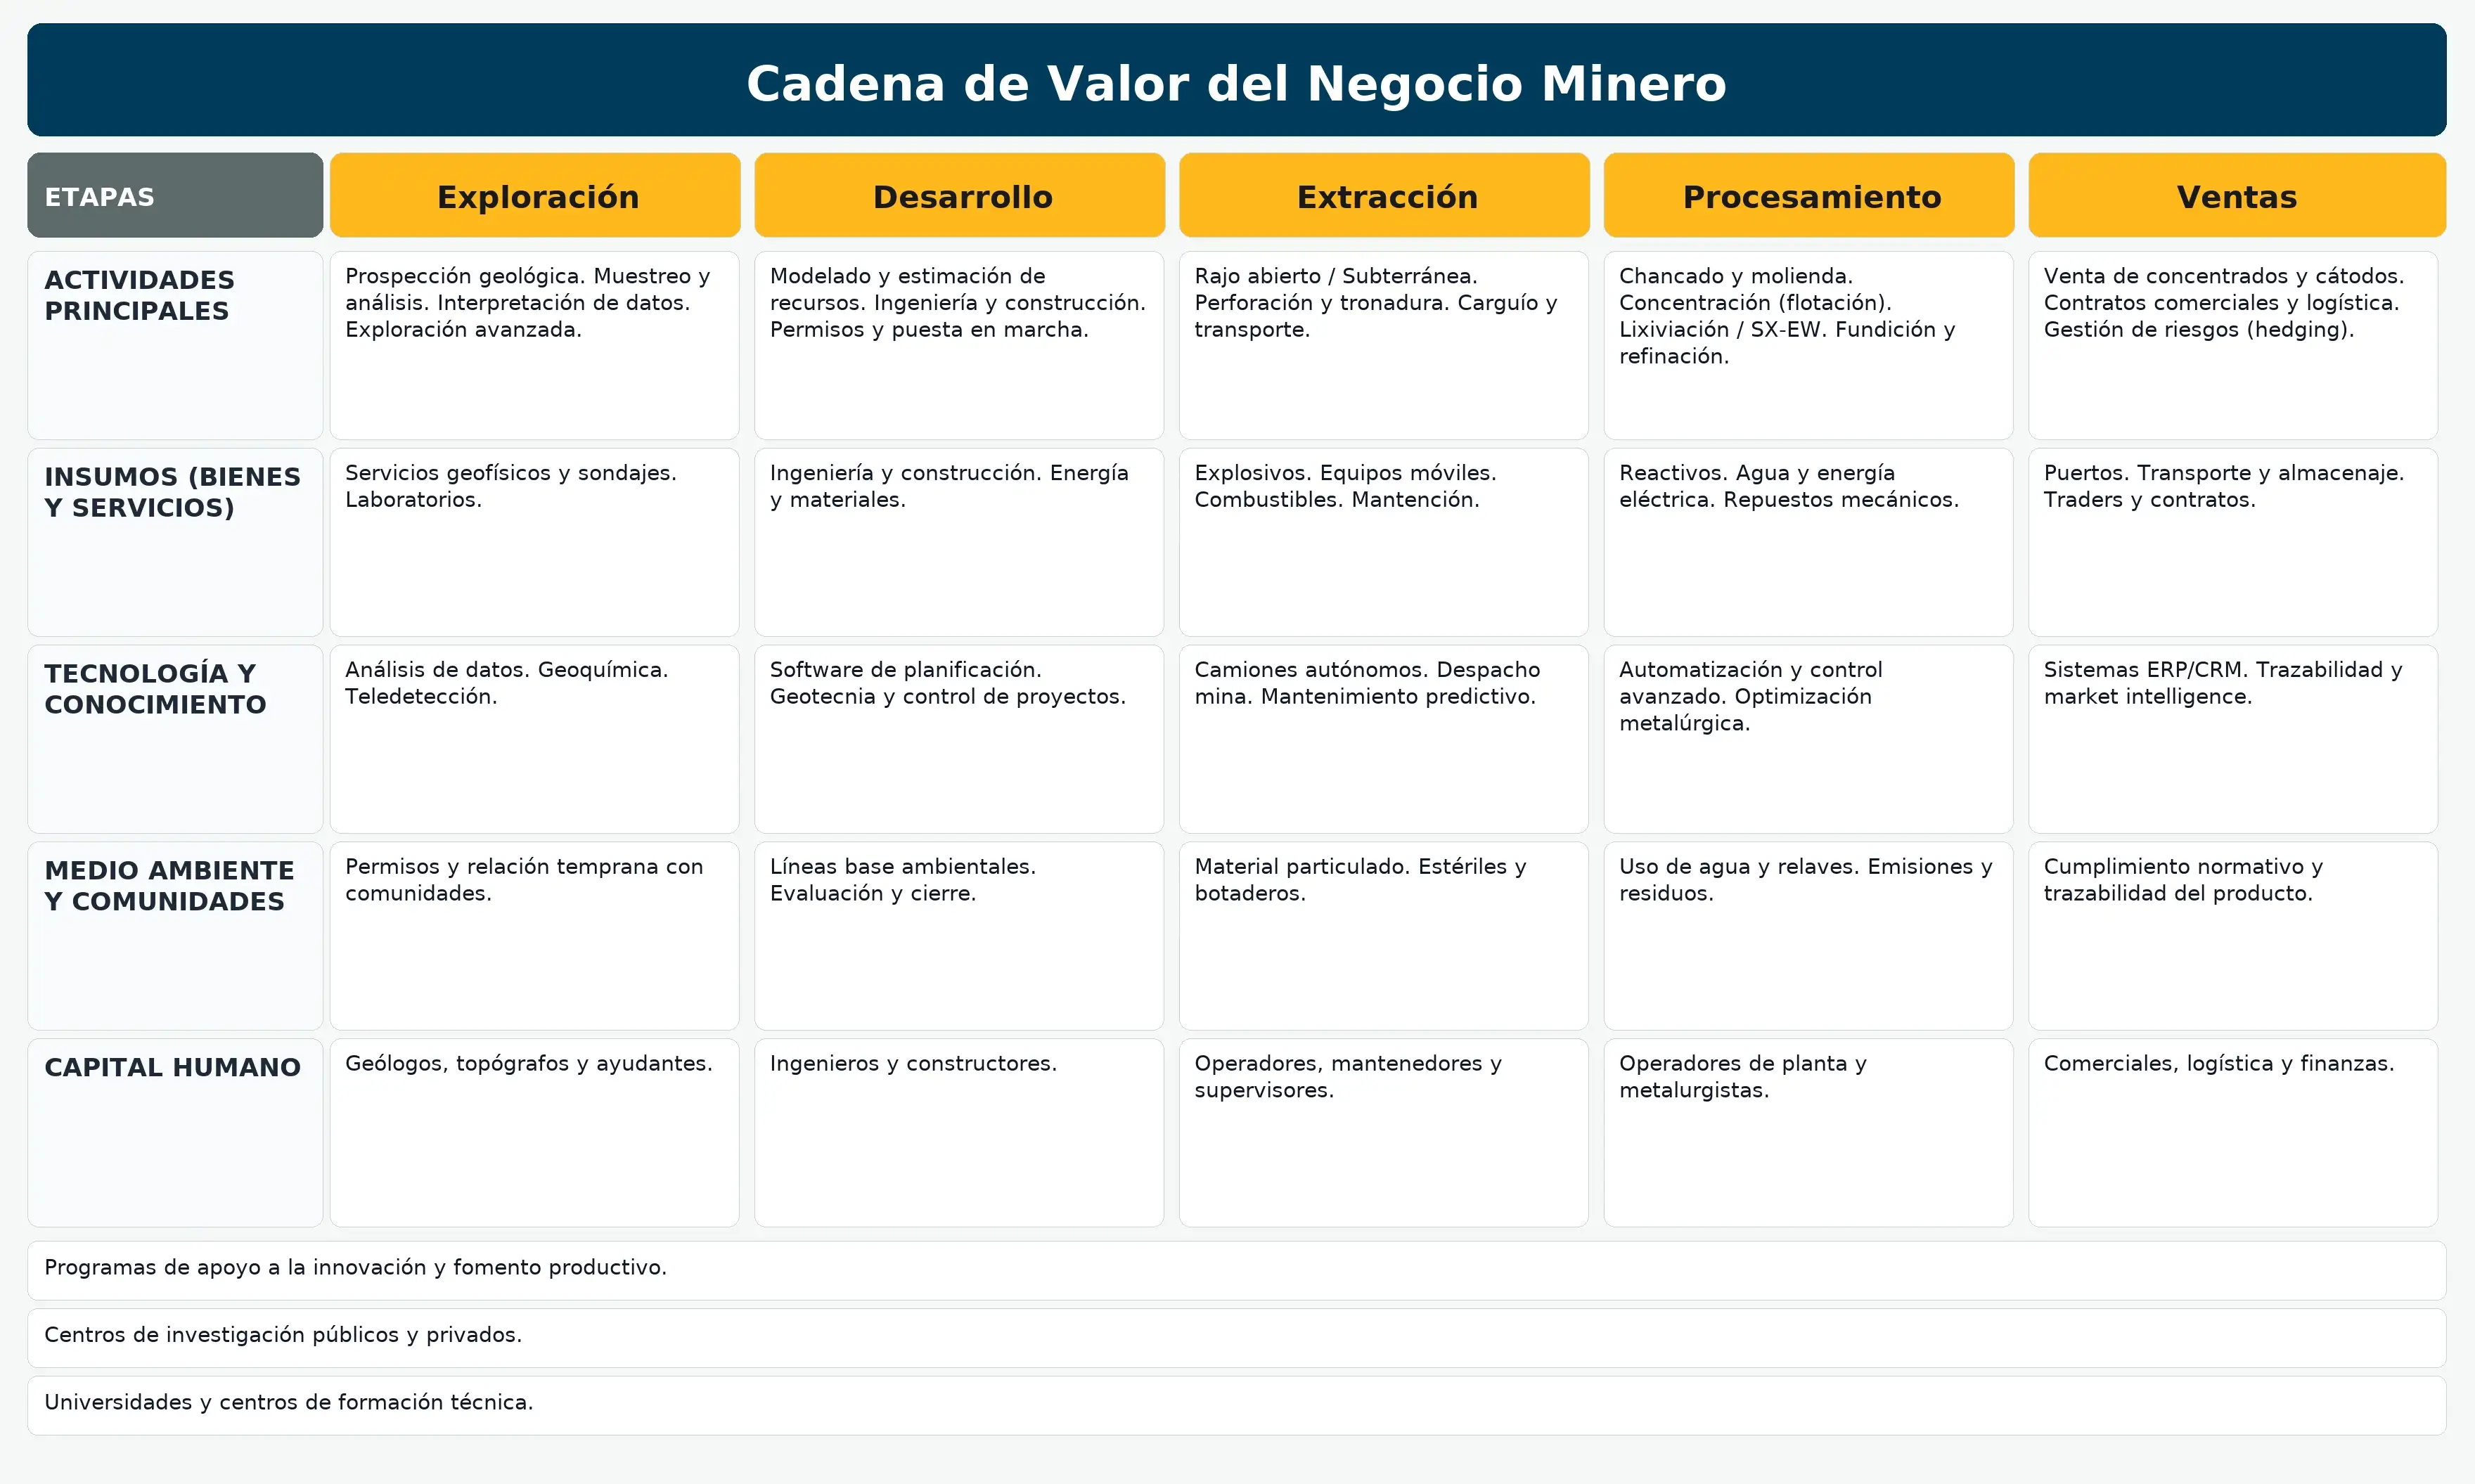 Cadena de Valor del Negocio Minero
ETAPAS
Exploración
Desarrollo
Extracción
Procesamiento
Ventas
ACTIVIDADES
PRINCIPALES
Prospección geológica. Muestreo y
análisis. Interpretación de datos.
Exploración avanzada.
Modelado y estimación de
recursos. Ingeniería y construcción.
Permisos y puesta en marcha.
Rajo abierto / Subterránea.
Perforación y tronadura. Carguío y
transporte.
Chancado y molienda.
Concentración (flotación).
Lixiviación / SX-EW. Fundición y
refinación.
Venta de concentrados y cátodos.
Contratos comerciales y logística.
Gestión de riesgos (hedging).
INSUMOS (BIENES
Y SERVICIOS)
Servicios geofísicos y sondajes.
Laboratorios.
Ingeniería y construcción. Energía
y materiales.
Explosivos. Equipos móviles.
Combustibles. Mantención.
Reactivos. Agua y energía
eléctrica. Repuestos mecánicos.
Puertos. Transporte y almacenaje.
Traders y contratos.
TECNOLOGÍA Y
CONOCIMIENTO
Análisis de datos. Geoquímica.
Teledetección.
Software de planificación.
Geotecnia y control de proyectos.
Camiones autónomos. Despacho
mina. Mantenimiento predictivo.
Automatización y control
avanzado. Optimización
metalúrgica.
Sistemas ERP/CRM. Trazabilidad y
market intelligence.
MEDIO AMBIENTE
Y COMUNIDADES
Permisos y relación temprana con
comunidades.
Líneas base ambientales.
Evaluación y cierre.
Material particulado. Estériles y
botaderos.
Uso de agua y relaves. Emisiones y
residuos.
Cumplimiento normativo y
trazabilidad del producto.
CAPITAL HUMANO
Geólogos, topógrafos y ayudantes.
Ingenieros y constructores.
Operadores, mantenedores y
supervisores.
Operadores de planta y
metalurgistas.
Comerciales, logística y finanzas.
Programas de apoyo a la innovación y fomento productivo.
Centros de investigación públicos y privados.
Universidades y centros de formación técnica.